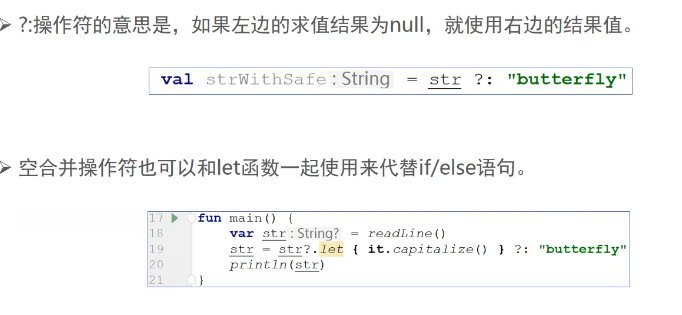 ➢ ?:操作符的意思是，如果左边的求值结果为null，就使用右边的结果值。
val strWithSafe: String = str ?: "butterfly"
➢ 空合并操作符也可以和let函数一起使用来代替if/else语句。
17 fun main() {
18 var str: String? = readLine()
19 str = str?.let { it.capitalize() } ?: "butterfly"
20 println(str)
21 }